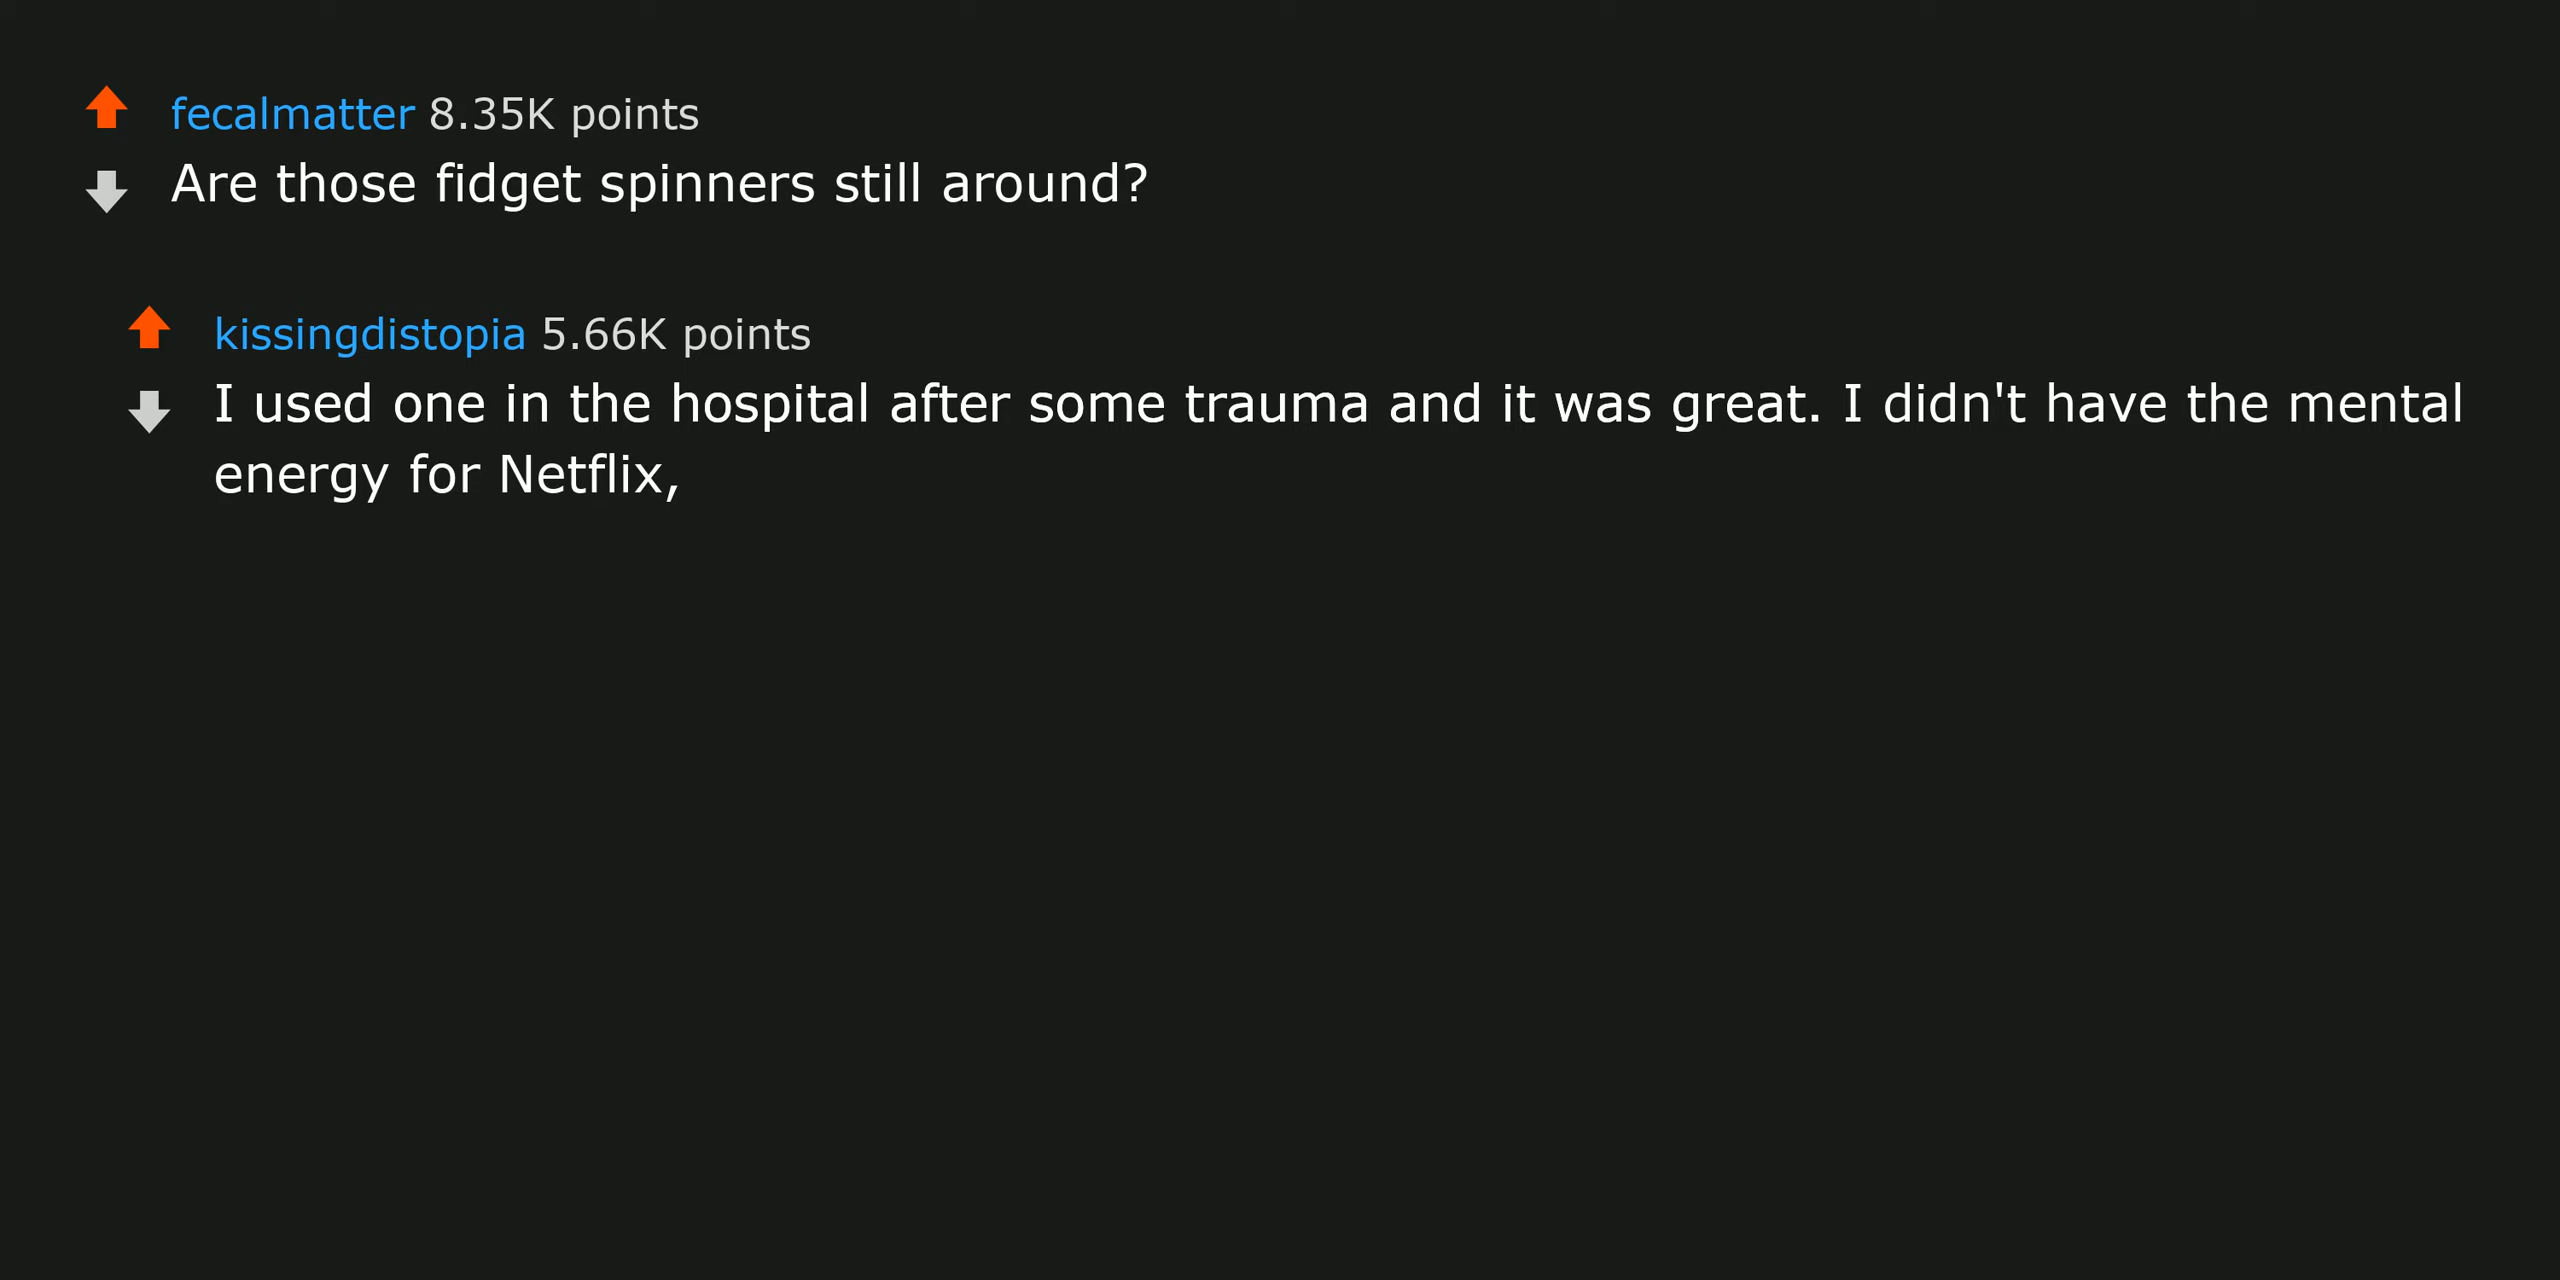 fecalmatter 8.35K points
Are those fidget spinners still around?
kissingdistopia 5.66K points
I used one in the hospital after some trauma and it was great. I didn't have the mental
energy for Netflix,